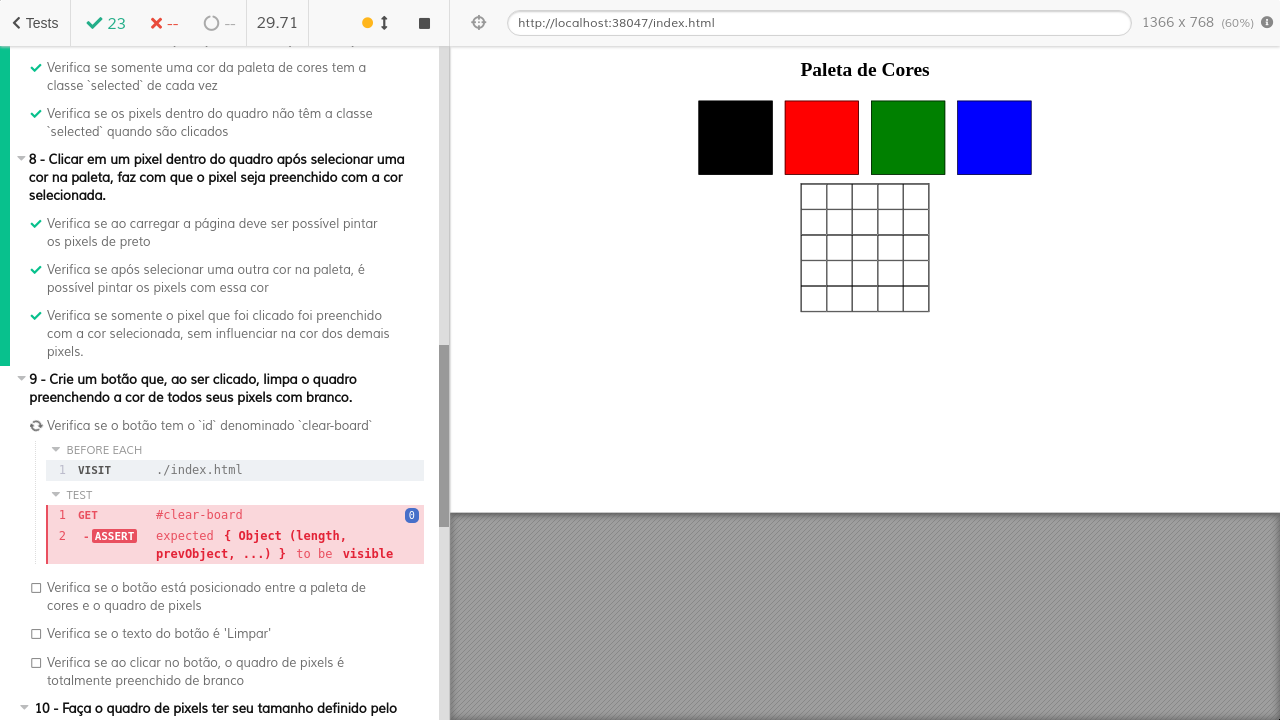 Tests
23
--
--
29.71
http://localhost:38047/index.html
1366 x 768 (60%)
Verifica se somente uma cor da paleta de cores tem a
classe `selected` de cada vez
Verifica se os pixels dentro do quadro não têm a classe
`selected` quando são clicados
8 - Clicar em um pixel dentro do quadro após selecionar uma
cor na paleta, faz com que o pixel seja preenchido com a cor
selecionada.
Verifica se ao carregar a página deve ser possível pintar
os pixels de preto
Verifica se após selecionar uma outra cor na paleta, é
possível pintar os pixels com essa cor
Verifica se somente o pixel que foi clicado foi preenchido
com a cor selecionada, sem influenciar na cor dos demais
pixels.
9 - Crie um botão que, ao ser clicado, limpa o quadro
preenchendo a cor de todos seus pixels com branco.
Verifica se o botão tem o `id` denominado `clear-board`
BEFORE EACH
1 VISIT ./index.html
TEST
1 GET #clear-board 0
2 -ASSERT expected { Object (length,
prevObject, ...) } to be visible
Verifica se o botão está posicionado entre a paleta de
cores e o quadro de pixels
Verifica se o texto do botão é 'Limpar'
Verifica se ao clicar no botão, o quadro de pixels é
totalmente preenchido de branco
10 - Faça o quadro de pixels ter seu tamanho definido pelo
Paleta de Cores